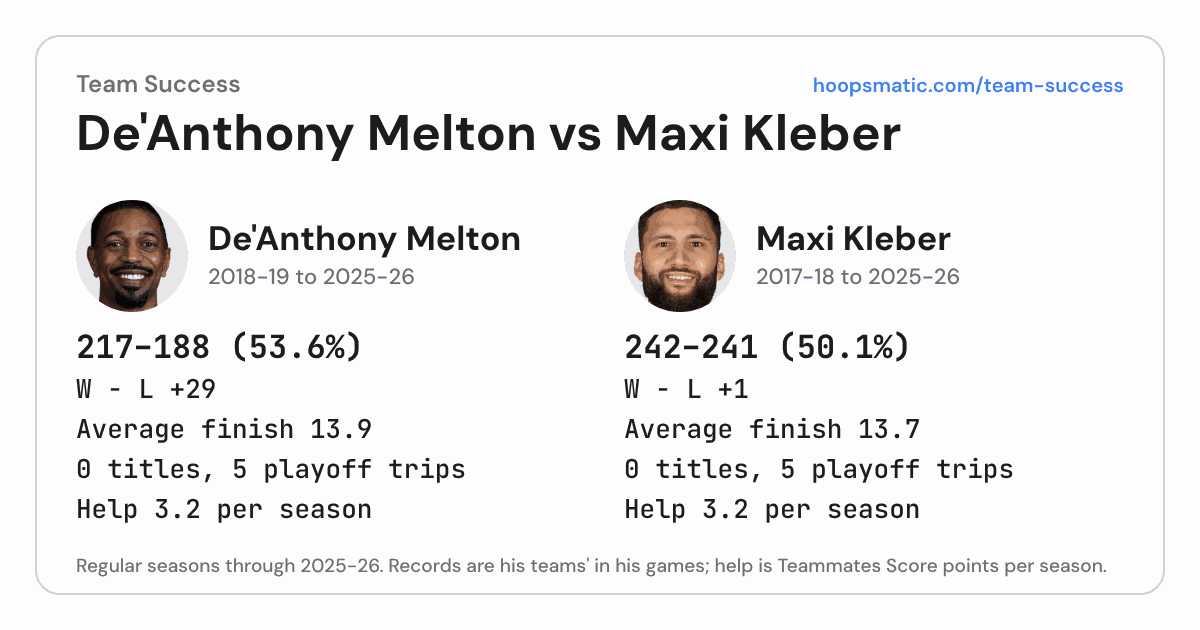 Team Success
hoopsmatic.com/team-success
De'Anthony Melton vs Maxi Kleber
De'Anthony Melton
2018-19 to 2025-26
217-188 (53.6%)
W - L +29
Average finish 13.9
0 titles, 5 playoff trips
Help 3.2 per season
Maxi Kleber
2017-18 to 2025-26
242-241 (50.1%)
W - L +1
Average finish 13.7
0 titles, 5 playoff trips
Help 3.2 per season
Regular seasons through 2025-26. Records are his teams' in his games; help is Teammates Score points per season.